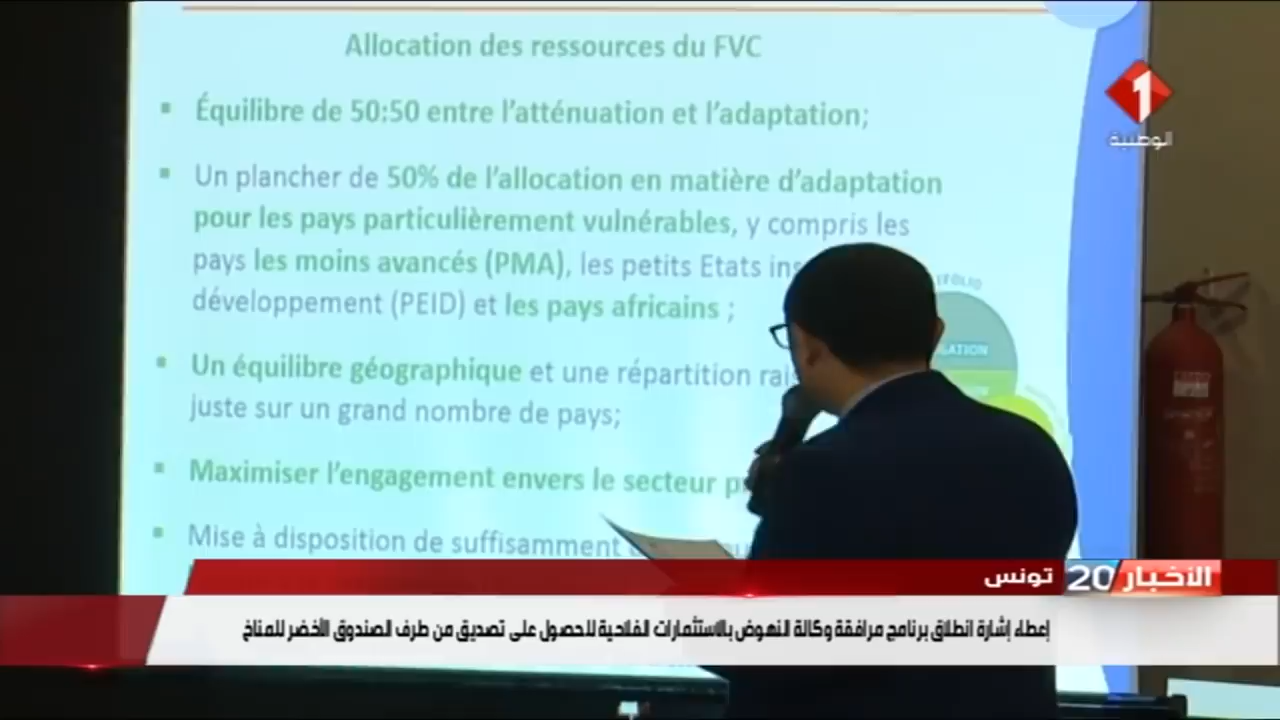 Allocation des ressources du FVC
▪ Équilibre de 50:50 entre l'atténuation et l'adaptation;
▪ Un plancher de 50% de l'allocation en matière d'adaptation
pour les pays particulièrement vulnérables, y compris les
pays les moins avancés (PMA), les petits Etats
développement (PEID) et les pays africains ;
▪ Un équilibre géographique et une répartition
juste sur un grand nombre de pays;
▪ Maximiser l'engagement envers le secteur
▪ Mise à disposition de suffisamment
1
الوطنية
الأخبار 20
تونس
إعطاء إشارة انطلاق برنامج مرافقة وكالة النهوض بالاستثمارات الفلاحية للحصول على تصديق من طرف الصندوق الأخضر للمناخ